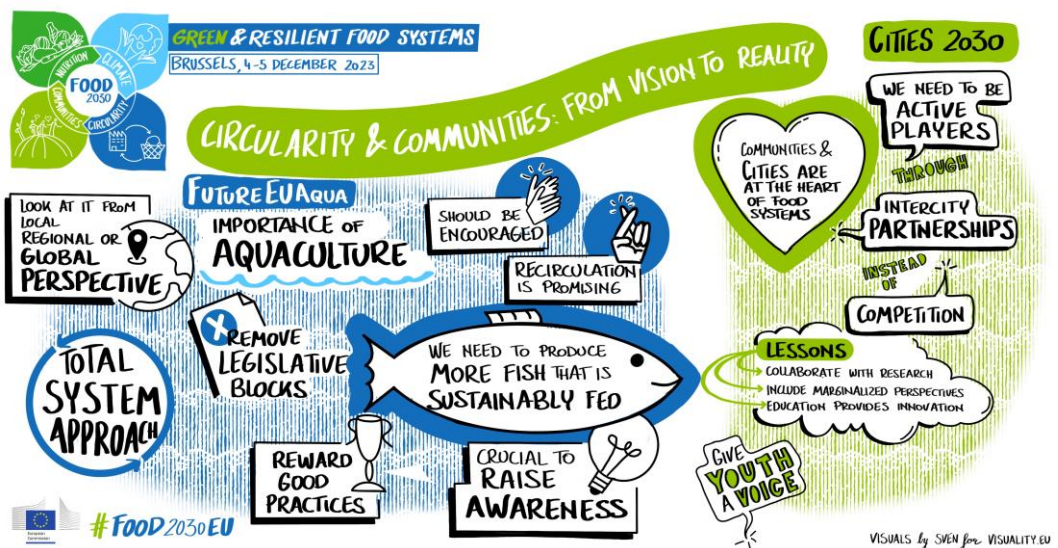 GREEN & RESILIENT FOOD SYSTEMS
BRUSSELS, 4-5 DECEMBER 2023
NUTRITION
CLIMATE
COMMUNITIES
CIRCULARITY
FOOD
2030
CIRCULARITY & COMMUNITIES: FROM VISION TO REALITY
LOOK AT IT FROM
LOCAL
REGIONAL OR
GLOBAL
PERSPECTIVE
TOTAL
SYSTEM
APPROACH
FUTURE EU AQUA
IMPORTANCE OF
AQUACULTURE
SHOULD BE
ENCOURAGED
RECIRCULATION
IS PROMISING
X
REMOVE
LEGISLATIVE
BLOCKS
WE NEED TO PRODUCE
MORE FISH THAT IS
SUSTAINABLY FED
REWARD
GOOD
PRACTICES
CRUCIAL TO
RAISE
AWARENESS
CITIES 2030
COMMUNITIES &
CITIES ARE
AT THE HEART
OF FOOD
SYSTEMS
WE NEED TO BE
ACTIVE
PLAYERS
THROUGH
INTERCITY
PARTNERSHIPS
INSTEAD
OF
COMPETITION
LESSONS
COLLABORATE WITH RESEARCH
INCLUDE MARGINALIZED PERSPECTIVES
EDUCATION PROVIDES INNOVATION
GIVE
YOUTH
A VOICE
European
Commission
#FOOD2030EU
VISUALS by SVEN for VISUALITY.EU